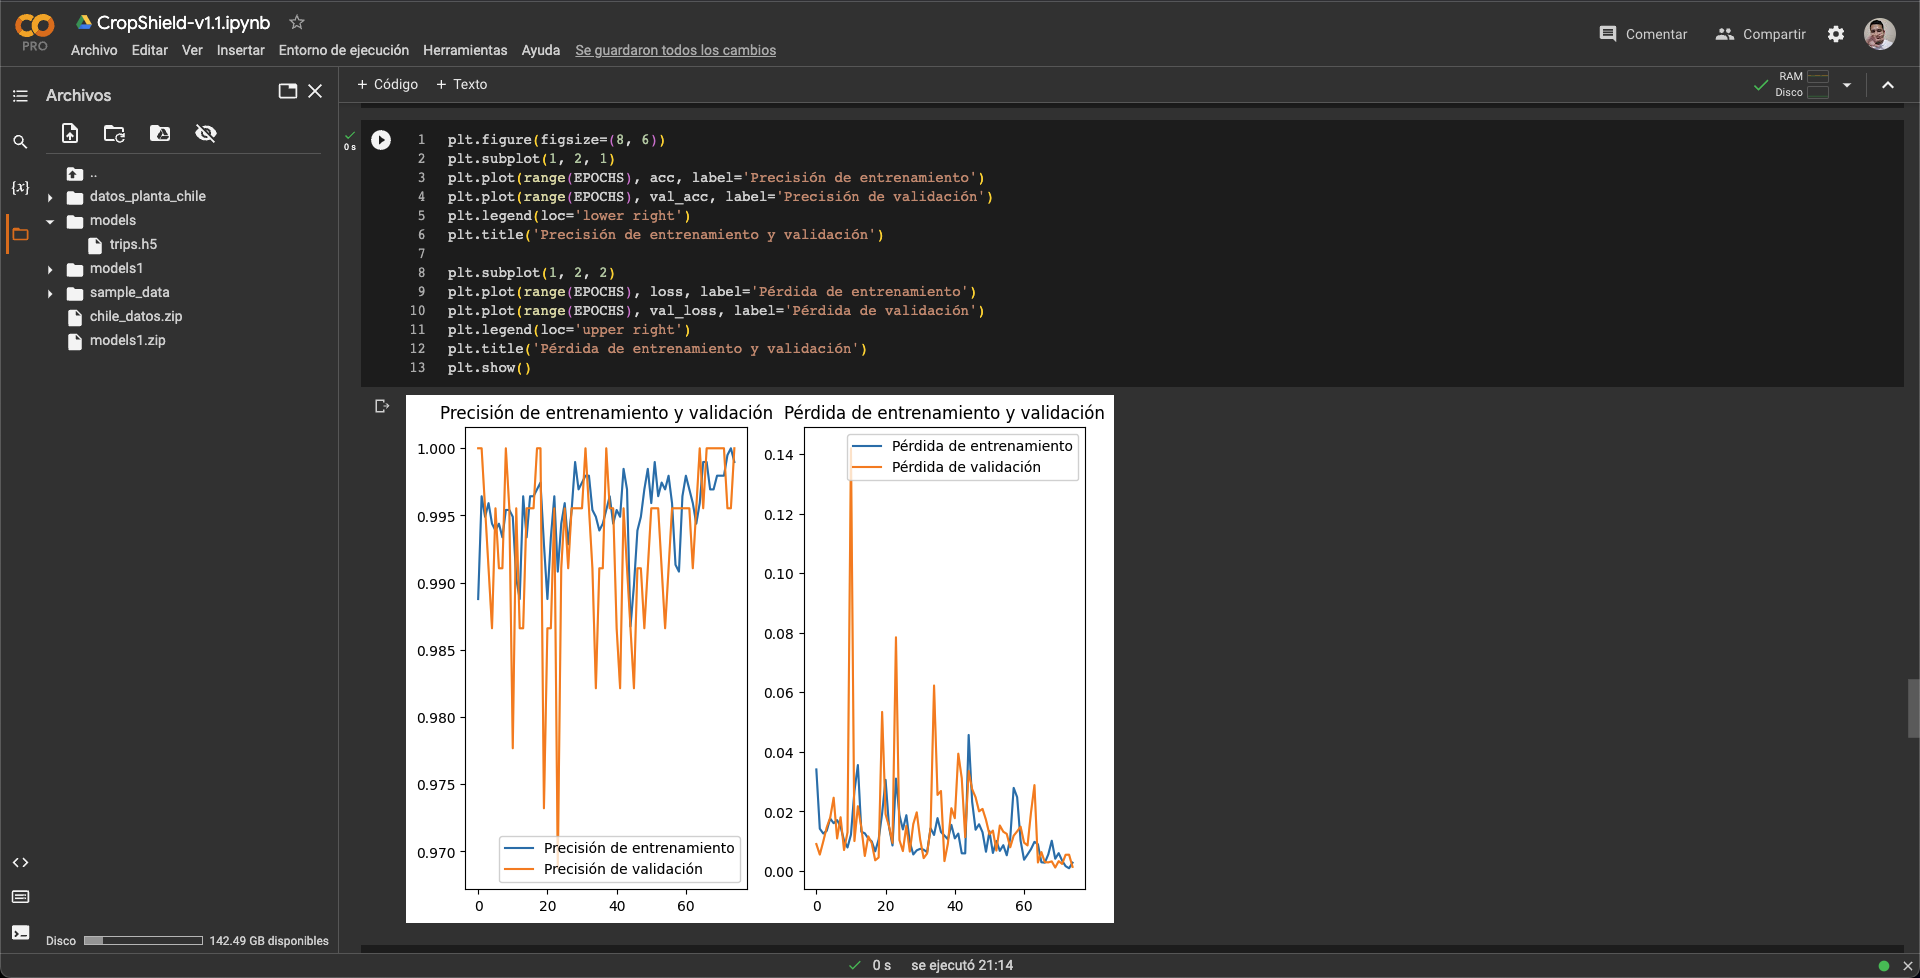 CropShield-v1.1.ipynb
PRO
Archivo Editar Ver Insertar Entorno de ejecución Herramientas Ayuda Se guardaron todos los cambios
Comentar
Compartir
Archivos
+ Código + Texto
RAM
Disco
..
datos_planta_chile
models
trips.h5
models1
sample_data
chile_datos.zip
models1.zip
{x}
<>
Disco
142.49 GB disponibles
0 s
1 plt.figure(figsize=(8, 6))
2 plt.subplot(1, 2, 1)
3 plt.plot(range(EPOCHS), acc, label='Precisión de entrenamiento')
4 plt.plot(range(EPOCHS), val_acc, label='Precisión de validación')
5 plt.legend(loc='lower right')
6 plt.title('Precisión de entrenamiento y validación')
7
8 plt.subplot(1, 2, 2)
9 plt.plot(range(EPOCHS), loss, label='Pérdida de entrenamiento')
10 plt.plot(range(EPOCHS), val_loss, label='Pérdida de validación')
11 plt.legend(loc='upper right')
12 plt.title('Pérdida de entrenamiento y validación')
13 plt.show()
Precisión de entrenamiento y validación
1.000
0.995
0.990
0.985
0.980
0.975
0.970
Precisión de entrenamiento
Precisión de validación
0 20 40 60
Pérdida de entrenamiento y validación
Pérdida de entrenamiento
Pérdida de validación
0.14
0.12
0.10
0.08
0.06
0.04
0.02
0.00
0 20 40 60
0 s se ejecutó 21:14